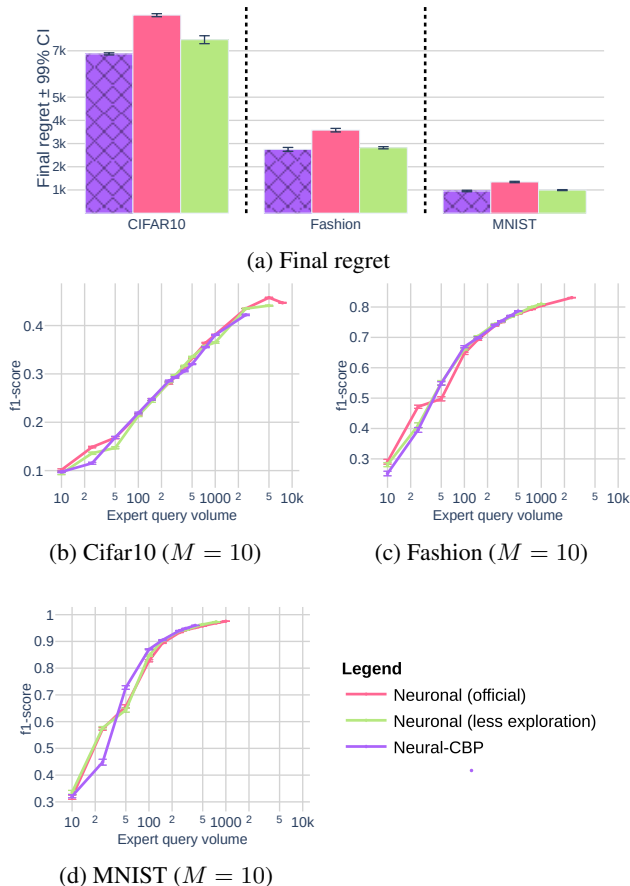 Final regret ± 99% CI
7k
5k
4k
3k
2k
1k
CIFAR10 Fashion MNIST
(a) Final regret
f1-score
0.4
0.3
0.2
0.1
10 2 5 100 2 5 1000 2 5 10k
Expert query volume
(b) Cifar10 (M = 10)
f1-score
0.8
0.7
0.6
0.5
0.4
0.3
10 2 5 100 2 5 1000 2 5 10k
Expert query volume
(c) Fashion (M = 10)
f1-score
1
0.9
0.8
0.7
0.6
0.5
0.4
0.3
10 2 5 100 2 5 1000 2 5 10k
Expert query volume
(d) MNIST (M = 10)
Legend
Neuronal (official)
Neuronal (less exploration)
Neural-CBP